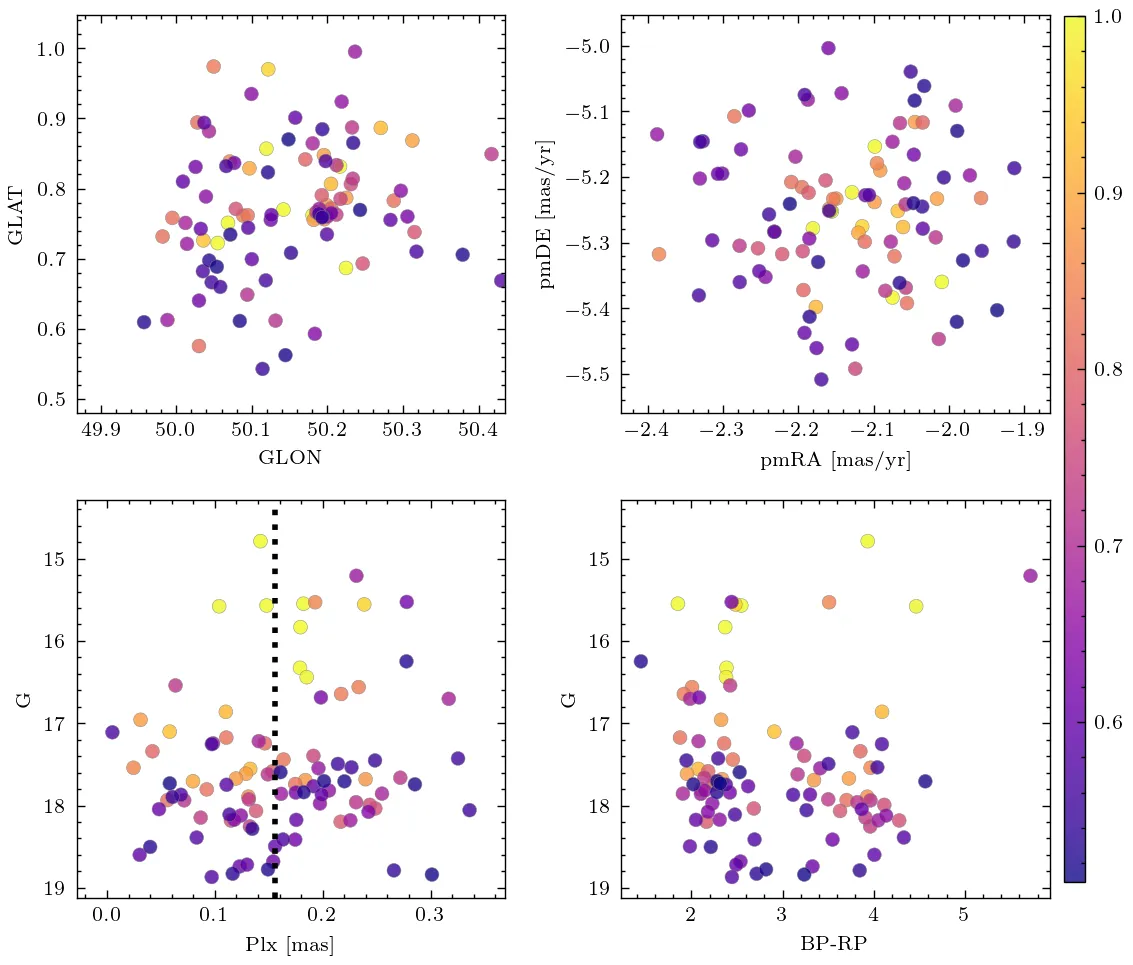 1.0
0.9
0.8
0.7
0.6
0.5
GLAT
49.9 50.0 50.1 50.2 50.3 50.4
GLON
−5.0
−5.1
−5.2
−5.3
−5.4
−5.5
pmDE [mas/yr]
−2.4 −2.3 −2.2 −2.1 −2.0 −1.9
pmRA [mas/yr]
1.0
0.9
0.8
0.7
0.6
15
16
17
18
19
G
0.0 0.1 0.2 0.3
Plx [mas]
15
16
17
18
19
G
2 3 4 5
BP-RP